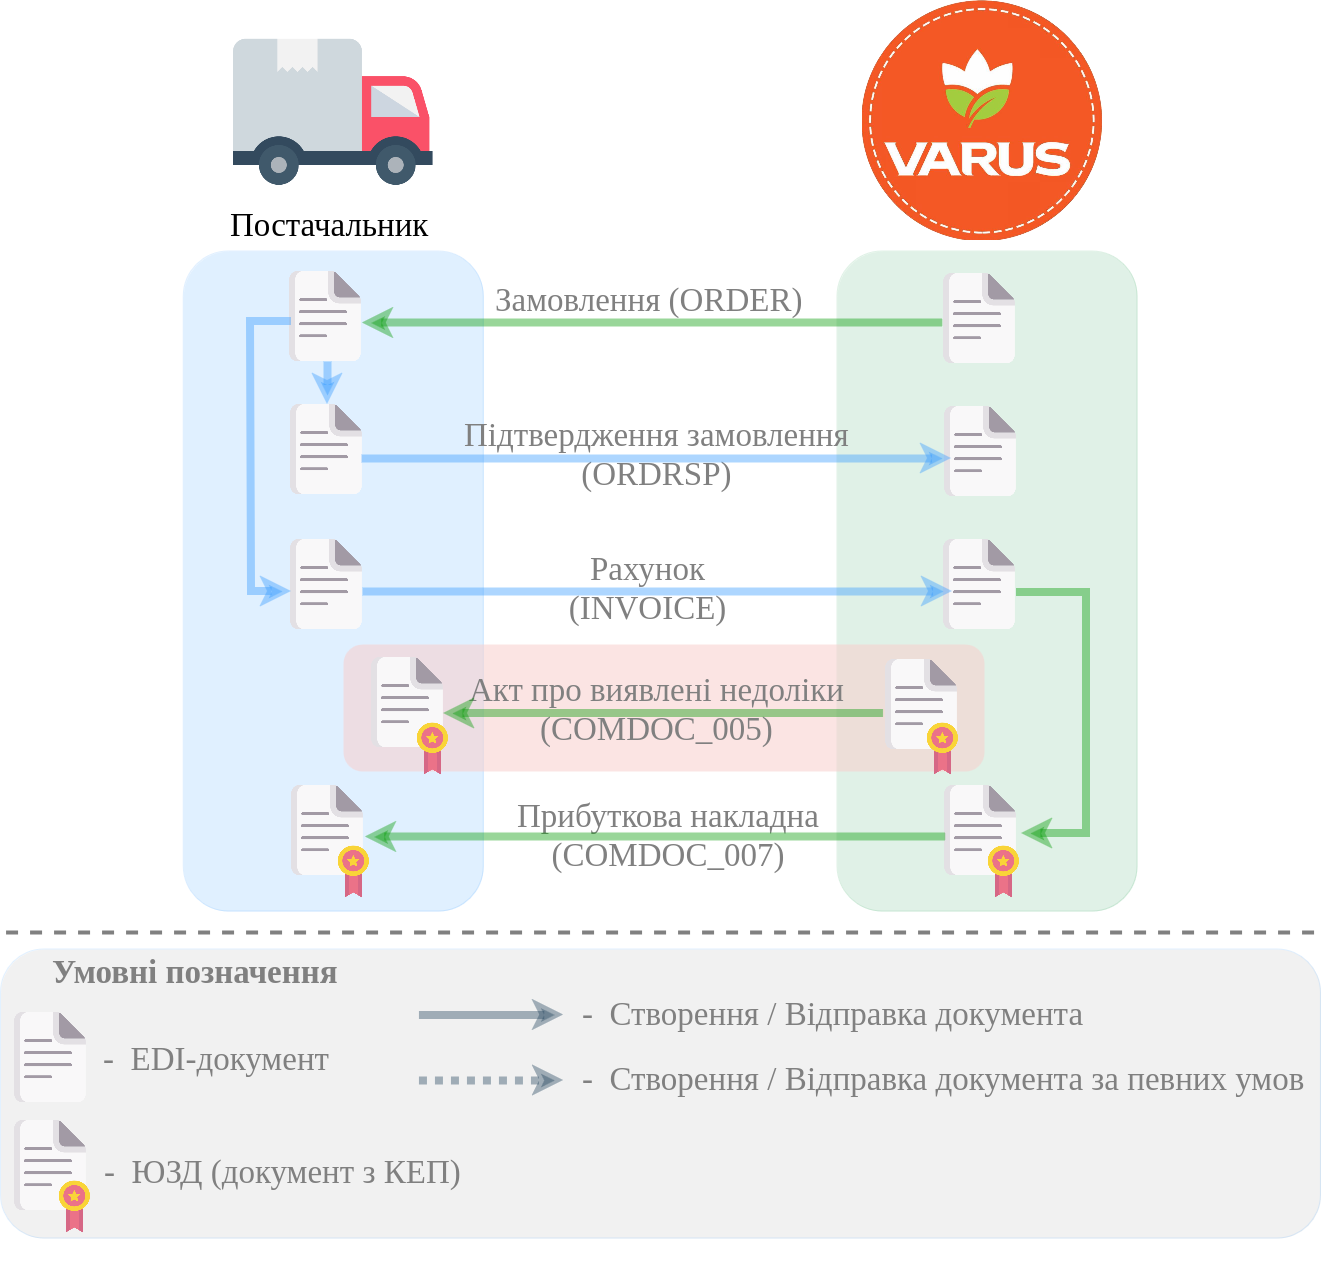 VARUS
Постачальник
Замовлення (ORDER)
Підтвердження замовлення
(ORDRSP)
Рахунок
(INVOICE)
Акт про виявлені недоліки
(COMDOC_005)
Прибуткова накладна
(COMDOC_007)
Умовні позначення
- EDI-документ
- ЮЗД (документ з КЕП)
- Створення / Відправка документа
- Створення / Відправка документа за певних умов